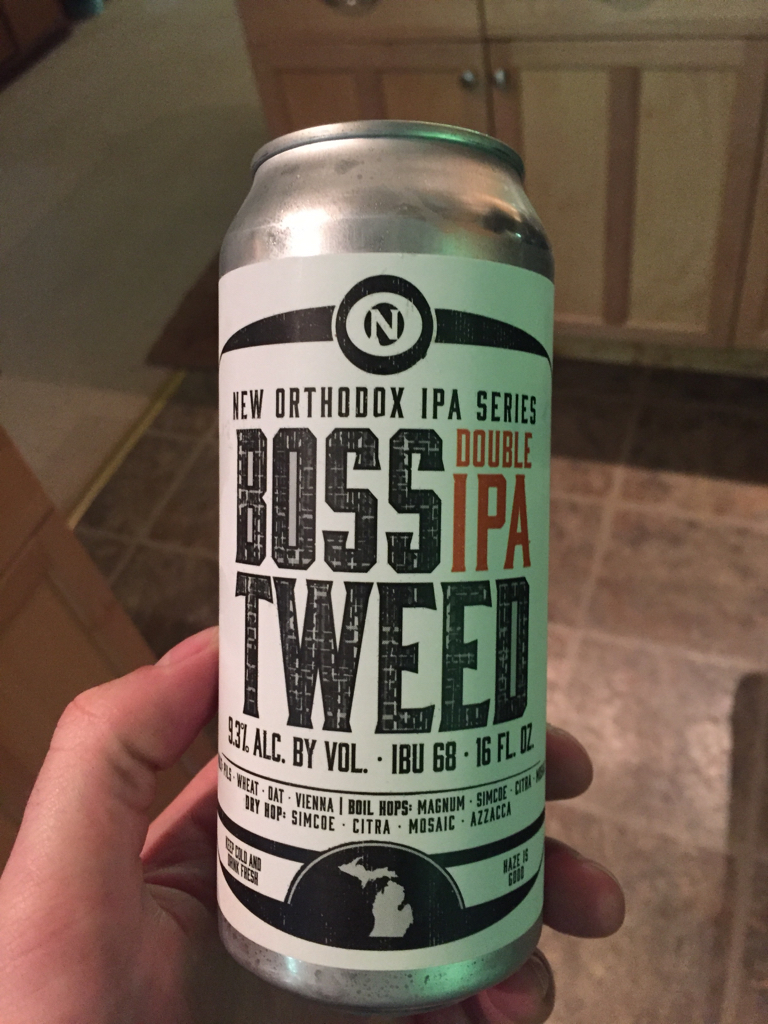 N
NEW ORTHODOX IPA SERIES
BOSS DOUBLE IPA
TWEED
9.3% ALC. BY VOL. · IBU 68 · 16 FL. OZ.
WHEAT · OAT · VIENNA | BOIL HOPS: MAGNUM · SIMCOE · CITRA ·
DRY HOP: SIMCOE · CITRA · MOSAIC · AZZACCA
KEEP COLD AND
DRINK FRESH
HAZE IS
GOOD